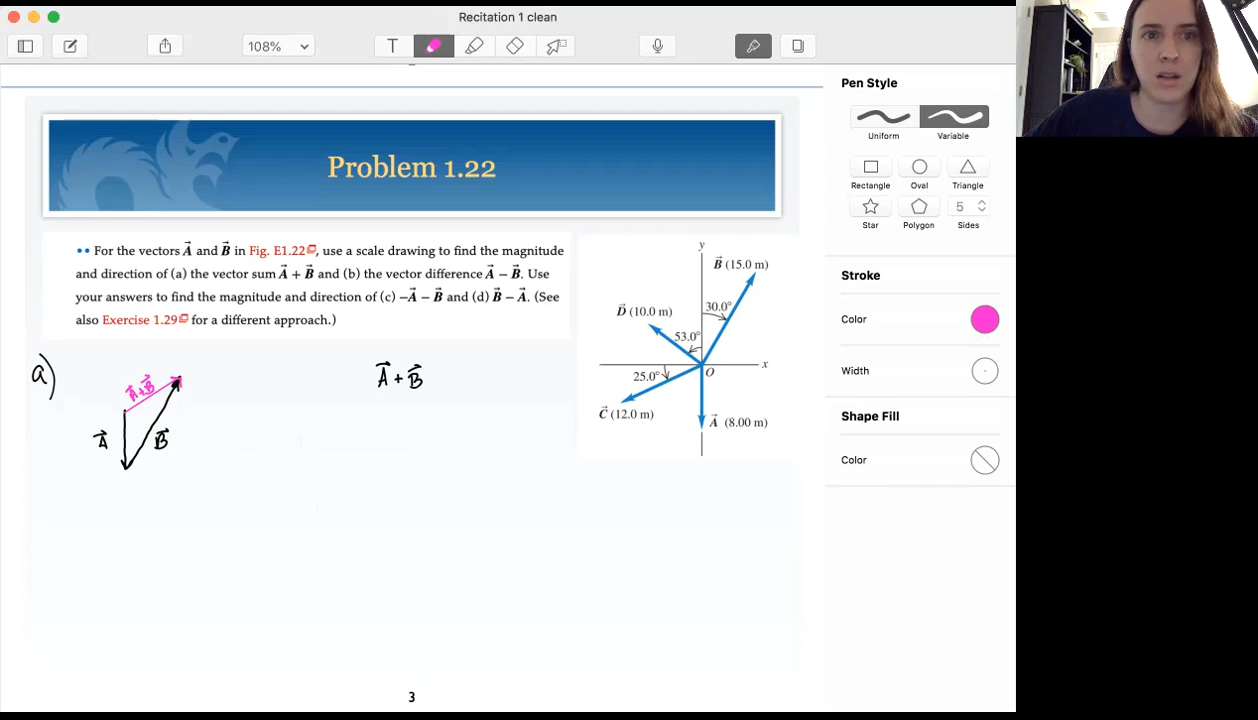 Recitation 1 clean
T
108%
Problem 1.22
•• For the vectors A⃗ and B⃗ in Fig. E1.22, use a scale drawing to find the magnitude
and direction of (a) the vector sum A⃗ + B⃗ and (b) the vector difference A⃗ − B⃗. Use
your answers to find the magnitude and direction of (c) −A⃗ − B⃗ and (d) B⃗ − A⃗. (See
also Exercise 1.29 for a different approach.)
y
B⃗ (15.0 m)
30.0°
D⃗ (10.0 m)
53.0°
x
O
25.0°
C⃗ (12.0 m)
A⃗ (8.00 m)
a)
A⃗+B⃗
A⃗
B⃗
A⃗ + B⃗
3
Pen Style
Uniform
Variable
Rectangle
Oval
Triangle
Star
Polygon
5
Sides
Stroke
Color
Width
Shape Fill
Color